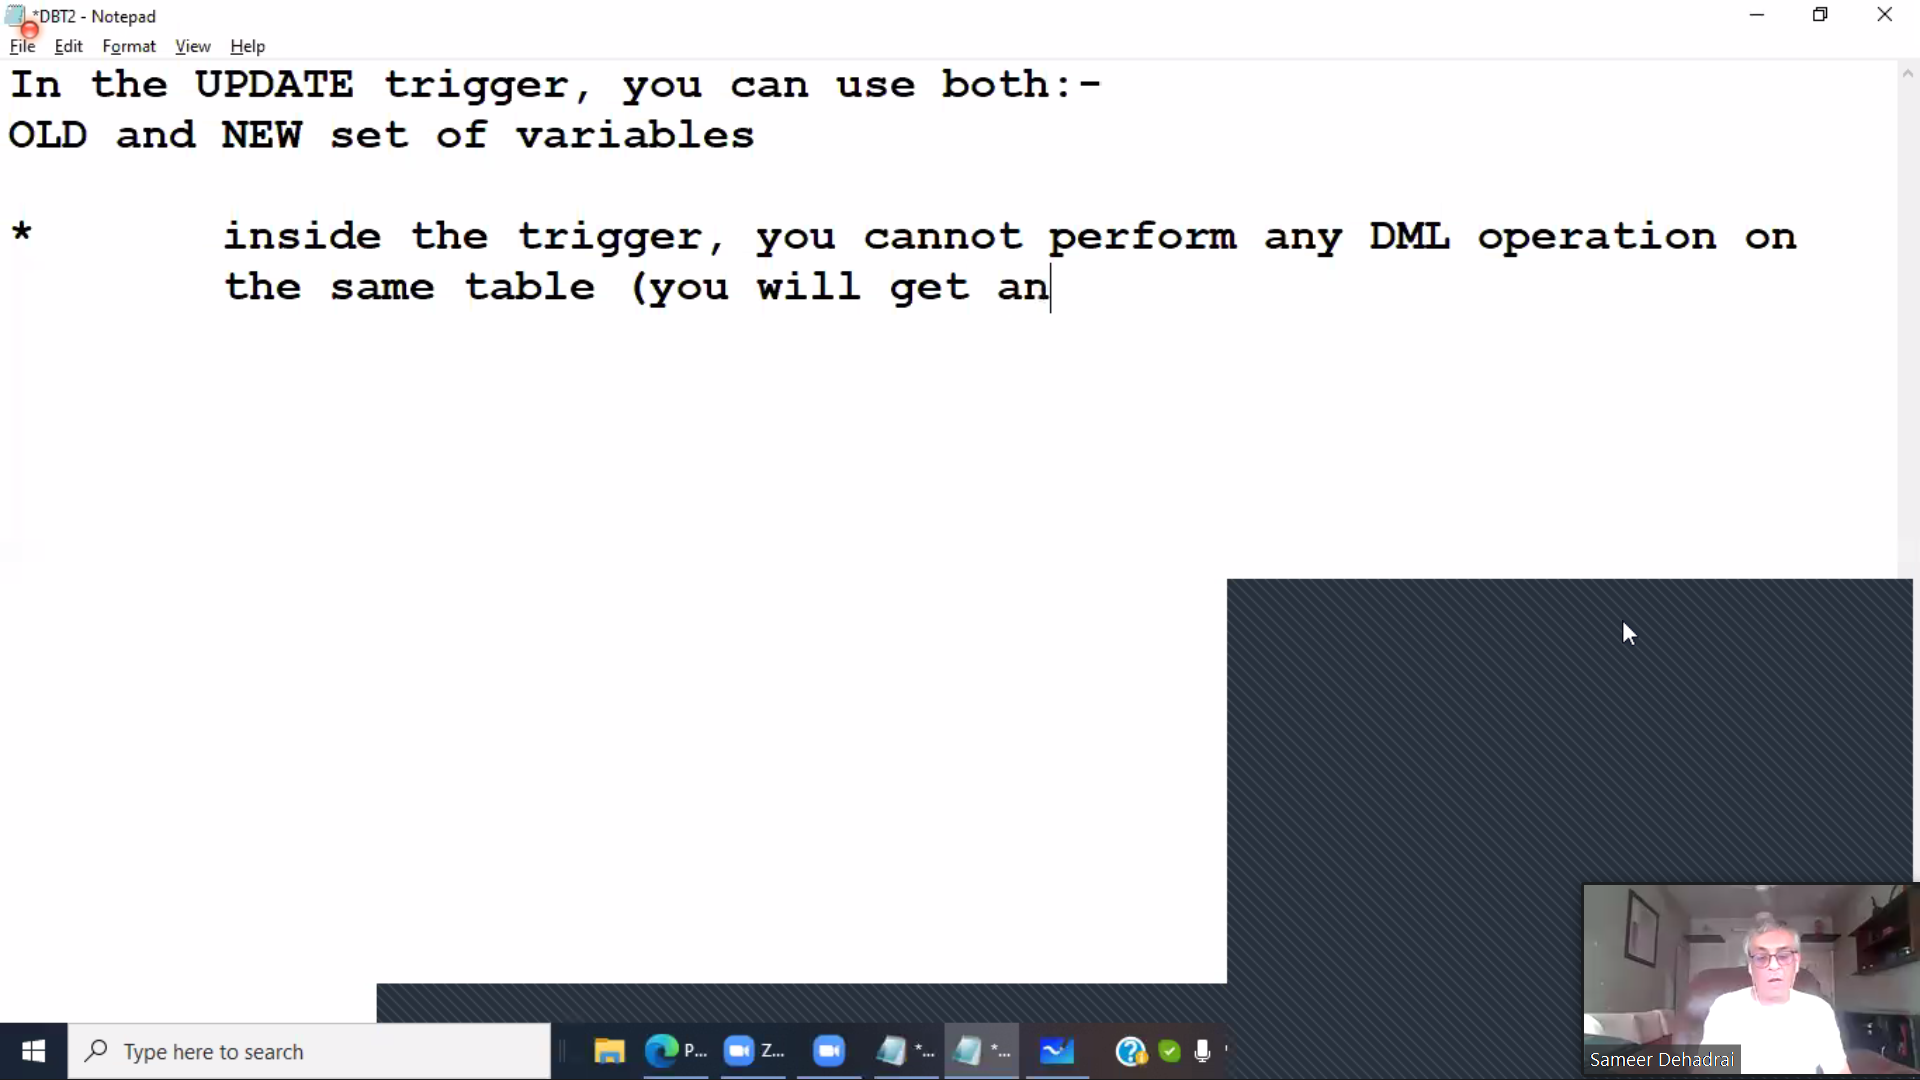 *DBT2 - Notepad
File Edit Format View Help
In the UPDATE trigger, you can use both:-
OLD and NEW set of variables
* inside the trigger, you cannot perform any DML operation on
the same table (you will get an
Type here to search
P...
Z...
*...
*...
Sameer Dehadrai